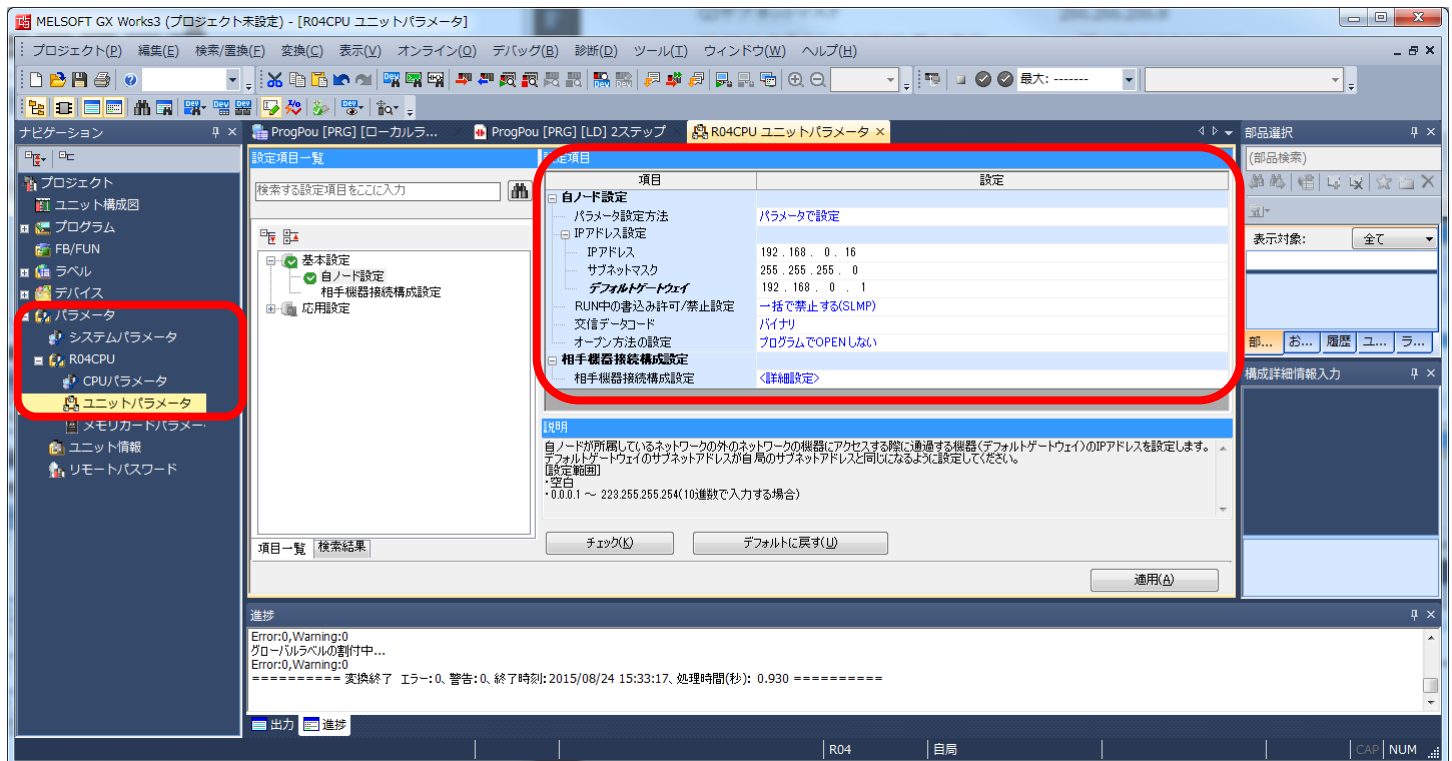 MELSOFT GX Works3 (プロジェクト未設定) - [R04CPU ユニットパラメータ]
プロジェクト(P) 編集(E) 検索/置換(F) 変換(C) 表示(V) オンライン(O) デバッグ(B) 診断(D) ツール(T) ウィンドウ(W) ヘルプ(H)
最大: -------
ナビゲーション
ProgPou [PRG] [ローカルラ...
ProgPou [PRG] [LD] 2ステップ
R04CPU ユニットパラメータ
部品選択
プロジェクト
ユニット構成図
プログラム
FB/FUN
ラベル
デバイス
パラメータ
システムパラメータ
R04CPU
CPUパラメータ
ユニットパラメータ
メモリカードパラメー
ユニット情報
リモートパスワード
設定項目一覧
検索する設定項目をここに入力
基本設定
自ノード設定
相手機器接続構成設定
応用設定
項目一覧 検索結果
設定項目
項目 設定
自ノード設定
パラメータ設定方法 パラメータで設定
IPアドレス設定
IPアドレス 192 . 168 . 0 . 16
サブネットマスク 255 . 255 . 255 . 0
デフォルトゲートウェイ 192 . 168 . 0 . 1
RUN中の書込み許可/禁止設定 一括で禁止する(SLMP)
交信データコード バイナリ
オープン方法の設定 プログラムでOPENしない
相手機器接続構成設定
相手機器接続構成設定 <詳細設定>
説明
自ノードが所属しているネットワークの外のネットワークの機器にアクセスする際に通過する機器(デフォルトゲートウェイ)のIPアドレスを設定します。
デフォルトゲートウェイのサブネットアドレスが自局のサブネットアドレスと同じになるように設定してください。
[設定範囲]
・空白
・0.0.0.1 ～ 223.255.255.254(10進数で入力する場合)
チェック(K) デフォルトに戻す(U)
適用(A)
(部品検索)
表示対象: 全て
部... お... 履歴 ユ... ラ...
構成詳細情報入力
進捗
Error:0,Warning:0
グローバルラベルの割付中...
Error:0,Warning:0
========== 変換終了 エラー: 0、警告: 0、終了時刻: 2015/08/24 15:33:17、処理時間(秒): 0.930 ==========
出力 進捗
R04 自局 CAP NUM